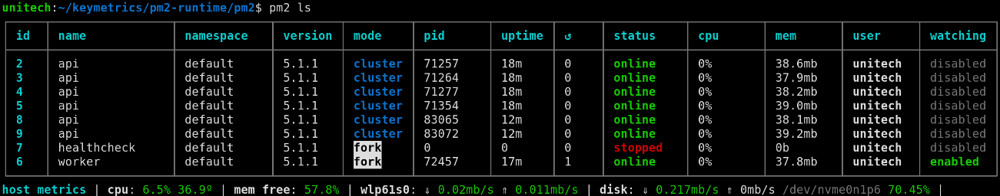 unitech:~/keymetrics/pm2-runtime/pm2$ pm2 ls
id name namespace version mode pid uptime ↺ status cpu mem user watching
2 api default 5.1.1 cluster 71257 18m 0 online 0% 38.6mb unitech disabled
3 api default 5.1.1 cluster 71264 18m 0 online 0% 37.9mb unitech disabled
4 api default 5.1.1 cluster 71277 18m 0 online 0% 38.2mb unitech disabled
5 api default 5.1.1 cluster 71354 18m 0 online 0% 39.0mb unitech disabled
8 api default 5.1.1 cluster 83065 12m 0 online 0% 38.1mb unitech disabled
9 api default 5.1.1 cluster 83072 12m 0 online 0% 39.2mb unitech disabled
7 healthcheck default 5.1.1 fork 0 0 0 stopped 0% 0b unitech disabled
6 worker default 5.1.1 fork 72457 17m 1 online 0% 37.8mb unitech enabled
host metrics | cpu: 6.5% 36.9º | mem free: 57.8% | wlp61s0: ⇓ 0.02mb/s ⇑ 0.011mb/s | disk: ⇓ 0.217mb/s ⇑ 0mb/s /dev/nvme0n1p6 70.45% |